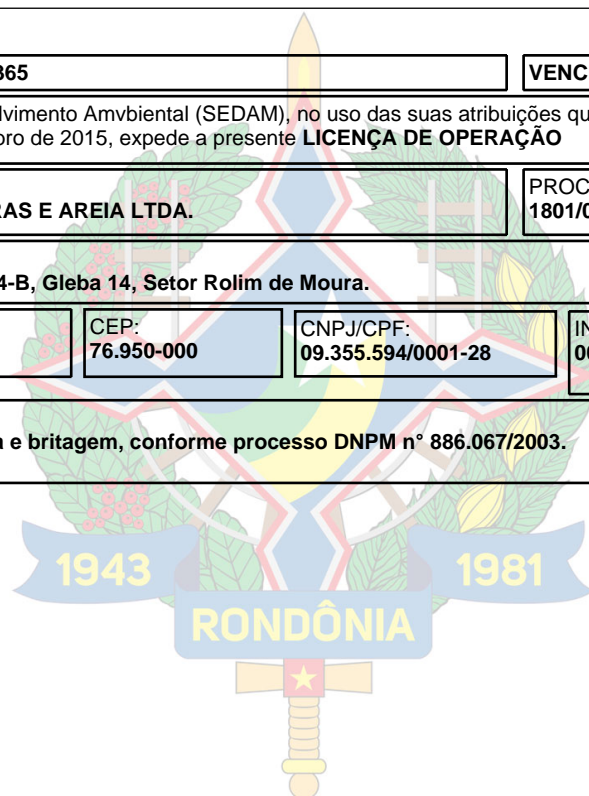 365
VENC
lvimento Amvbiental (SEDAM), no uso das suas atribuições qu
bro de 2015, expede a presente LICENÇA DE OPERAÇÃO
RAS E AREIA LTDA.
PROC
1801/0
4-B, Gleba 14, Setor Rolim de Moura.
CEP:
76.950-000
CNPJ/CPF:
09.355.594/0001-28
IN
00
a e britagem, conforme processo DNPM n° 886.067/2003.
1943
1981
RONDÔNIA